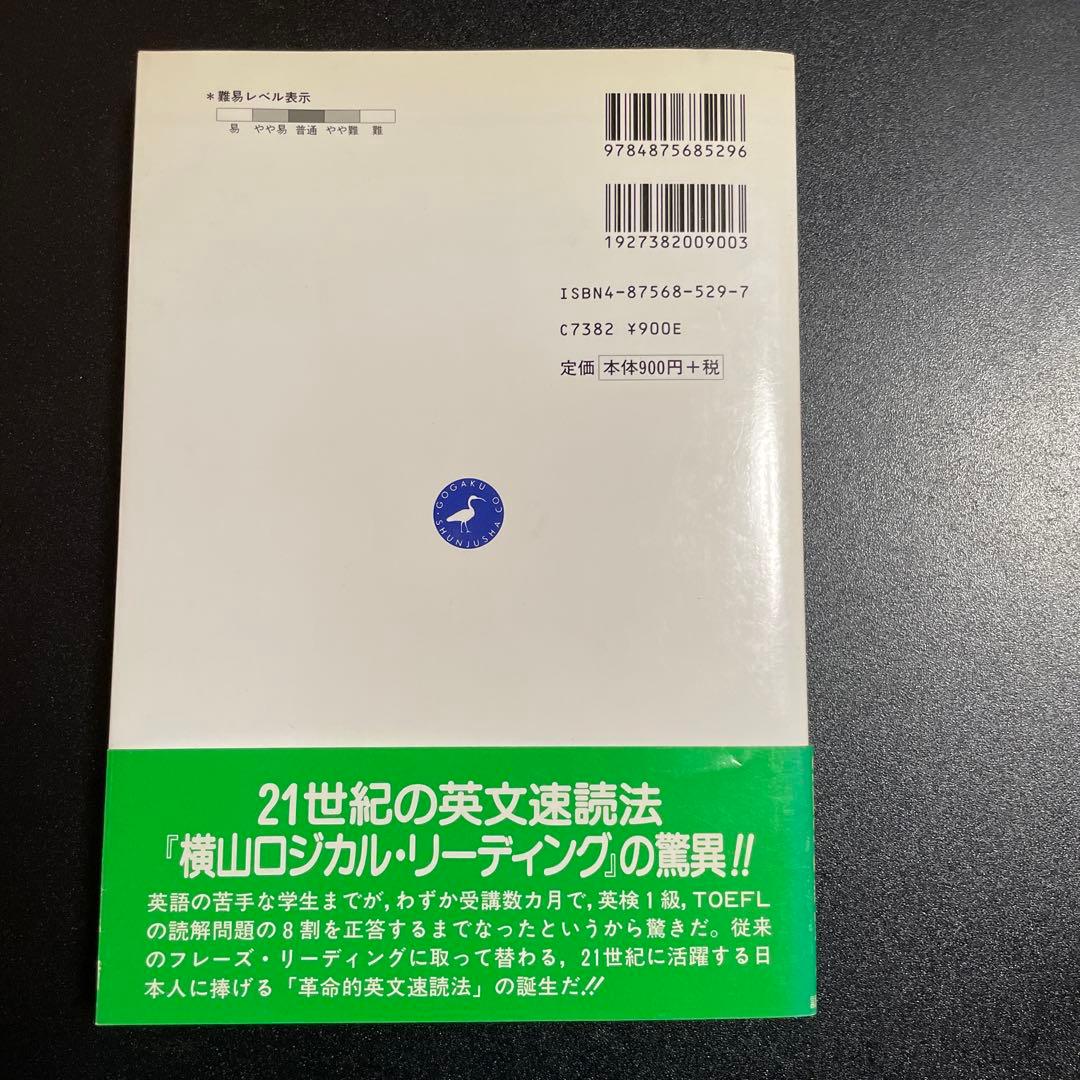 *難易レベル表示
易 やや易 普通 やや難 難
9784875685296
1927382009003
ISBN4-87568-529-7
C7382 ¥900E
定価 本体900円+税
GOGAKU
SHUNJUSHA CO
21世紀の英文速読法
『横山ロジカル・リーディング』の驚異!!
英語の苦手な学生までが,わずか受講数カ月で,英検1級,TOEFL
の読解問題の8割を正答するまでなったというから驚きだ。従来
のフレーズ・リーディングに取って替わる,21世紀に活躍する日
本人に捧げる「革命的英文速読法」の誕生だ!!